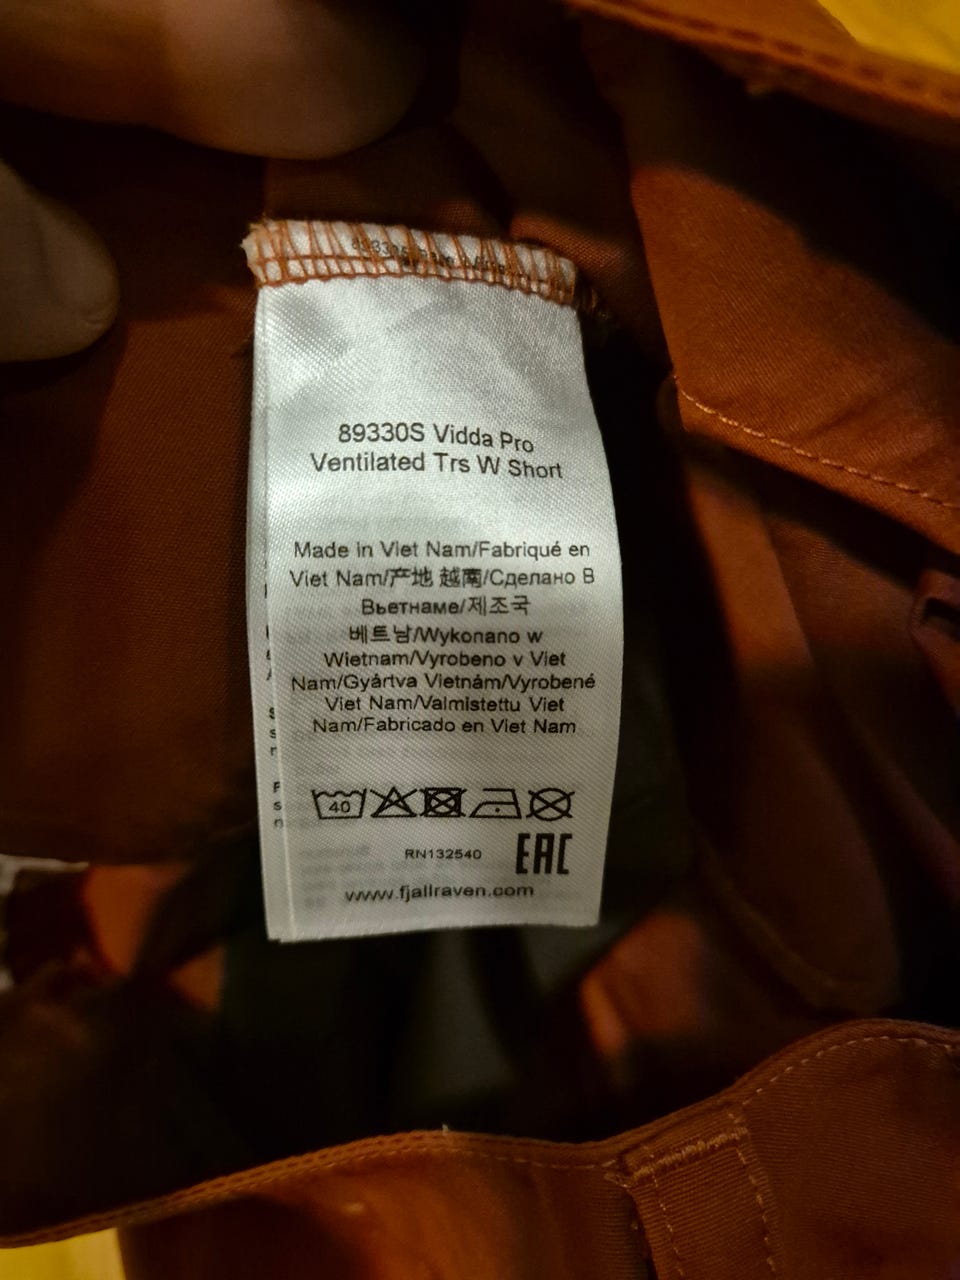 89330S Vidda Pro
Ventilated Trs W Short
Made in Viet Nam/Fabriqué en
Viet Nam/产地 越南/Сделано В
Вьетнаме/제조국
베트남/Wykonano w
Wietnam/Vyrobeno v Viet
Nam/Gyártva Vietnám/Vyrobené
Viet Nam/Valmistettu Viet
Nam/Fabricado en Viet Nam
40
RN132540
EAC
www.fjallraven.com